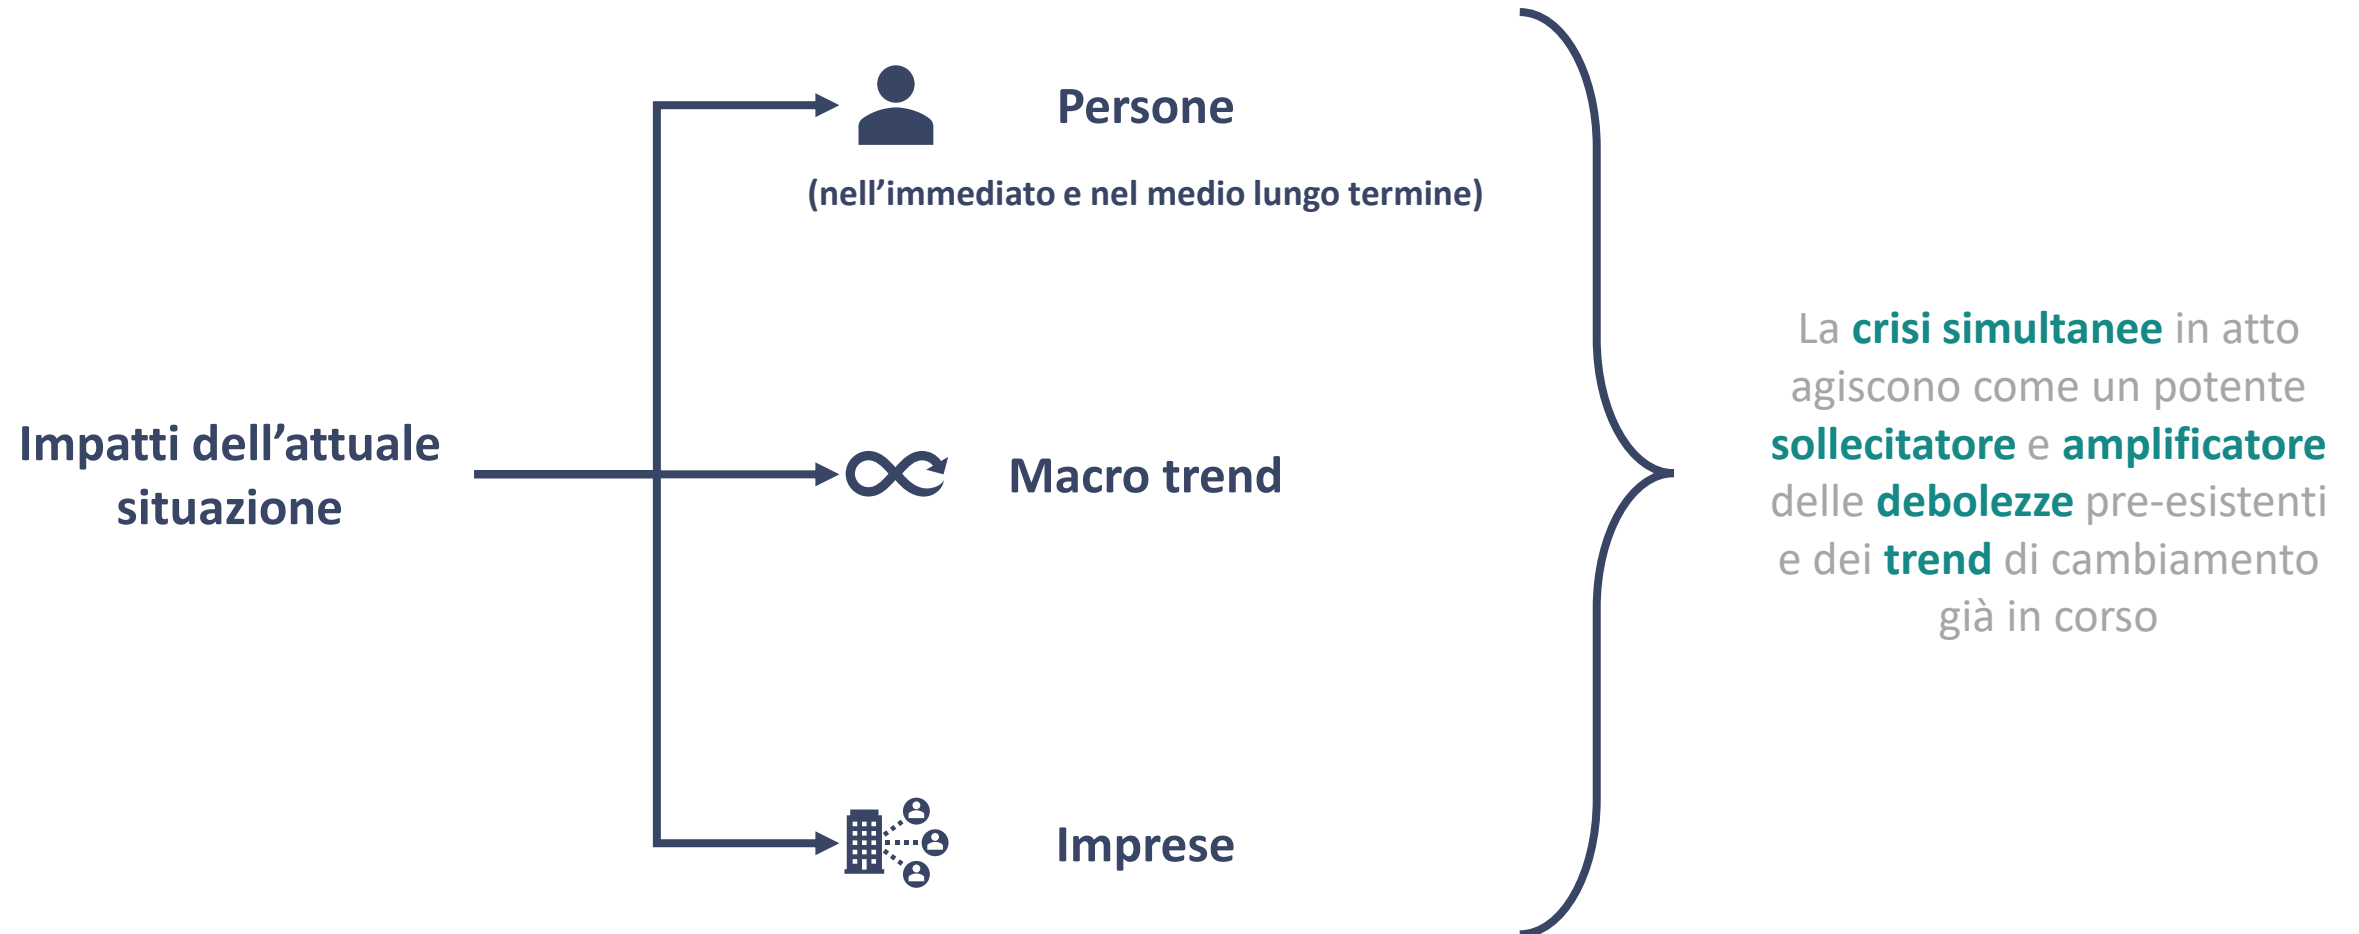 Impatti dell’attuale
situazione
Persone
(nell’immediato e nel medio lungo termine)
Macro trend
Imprese
La crisi simultanee in atto
agiscono come un potente
sollecitatore e amplificatore
delle debolezze pre-esistenti
e dei trend di cambiamento
già in corso